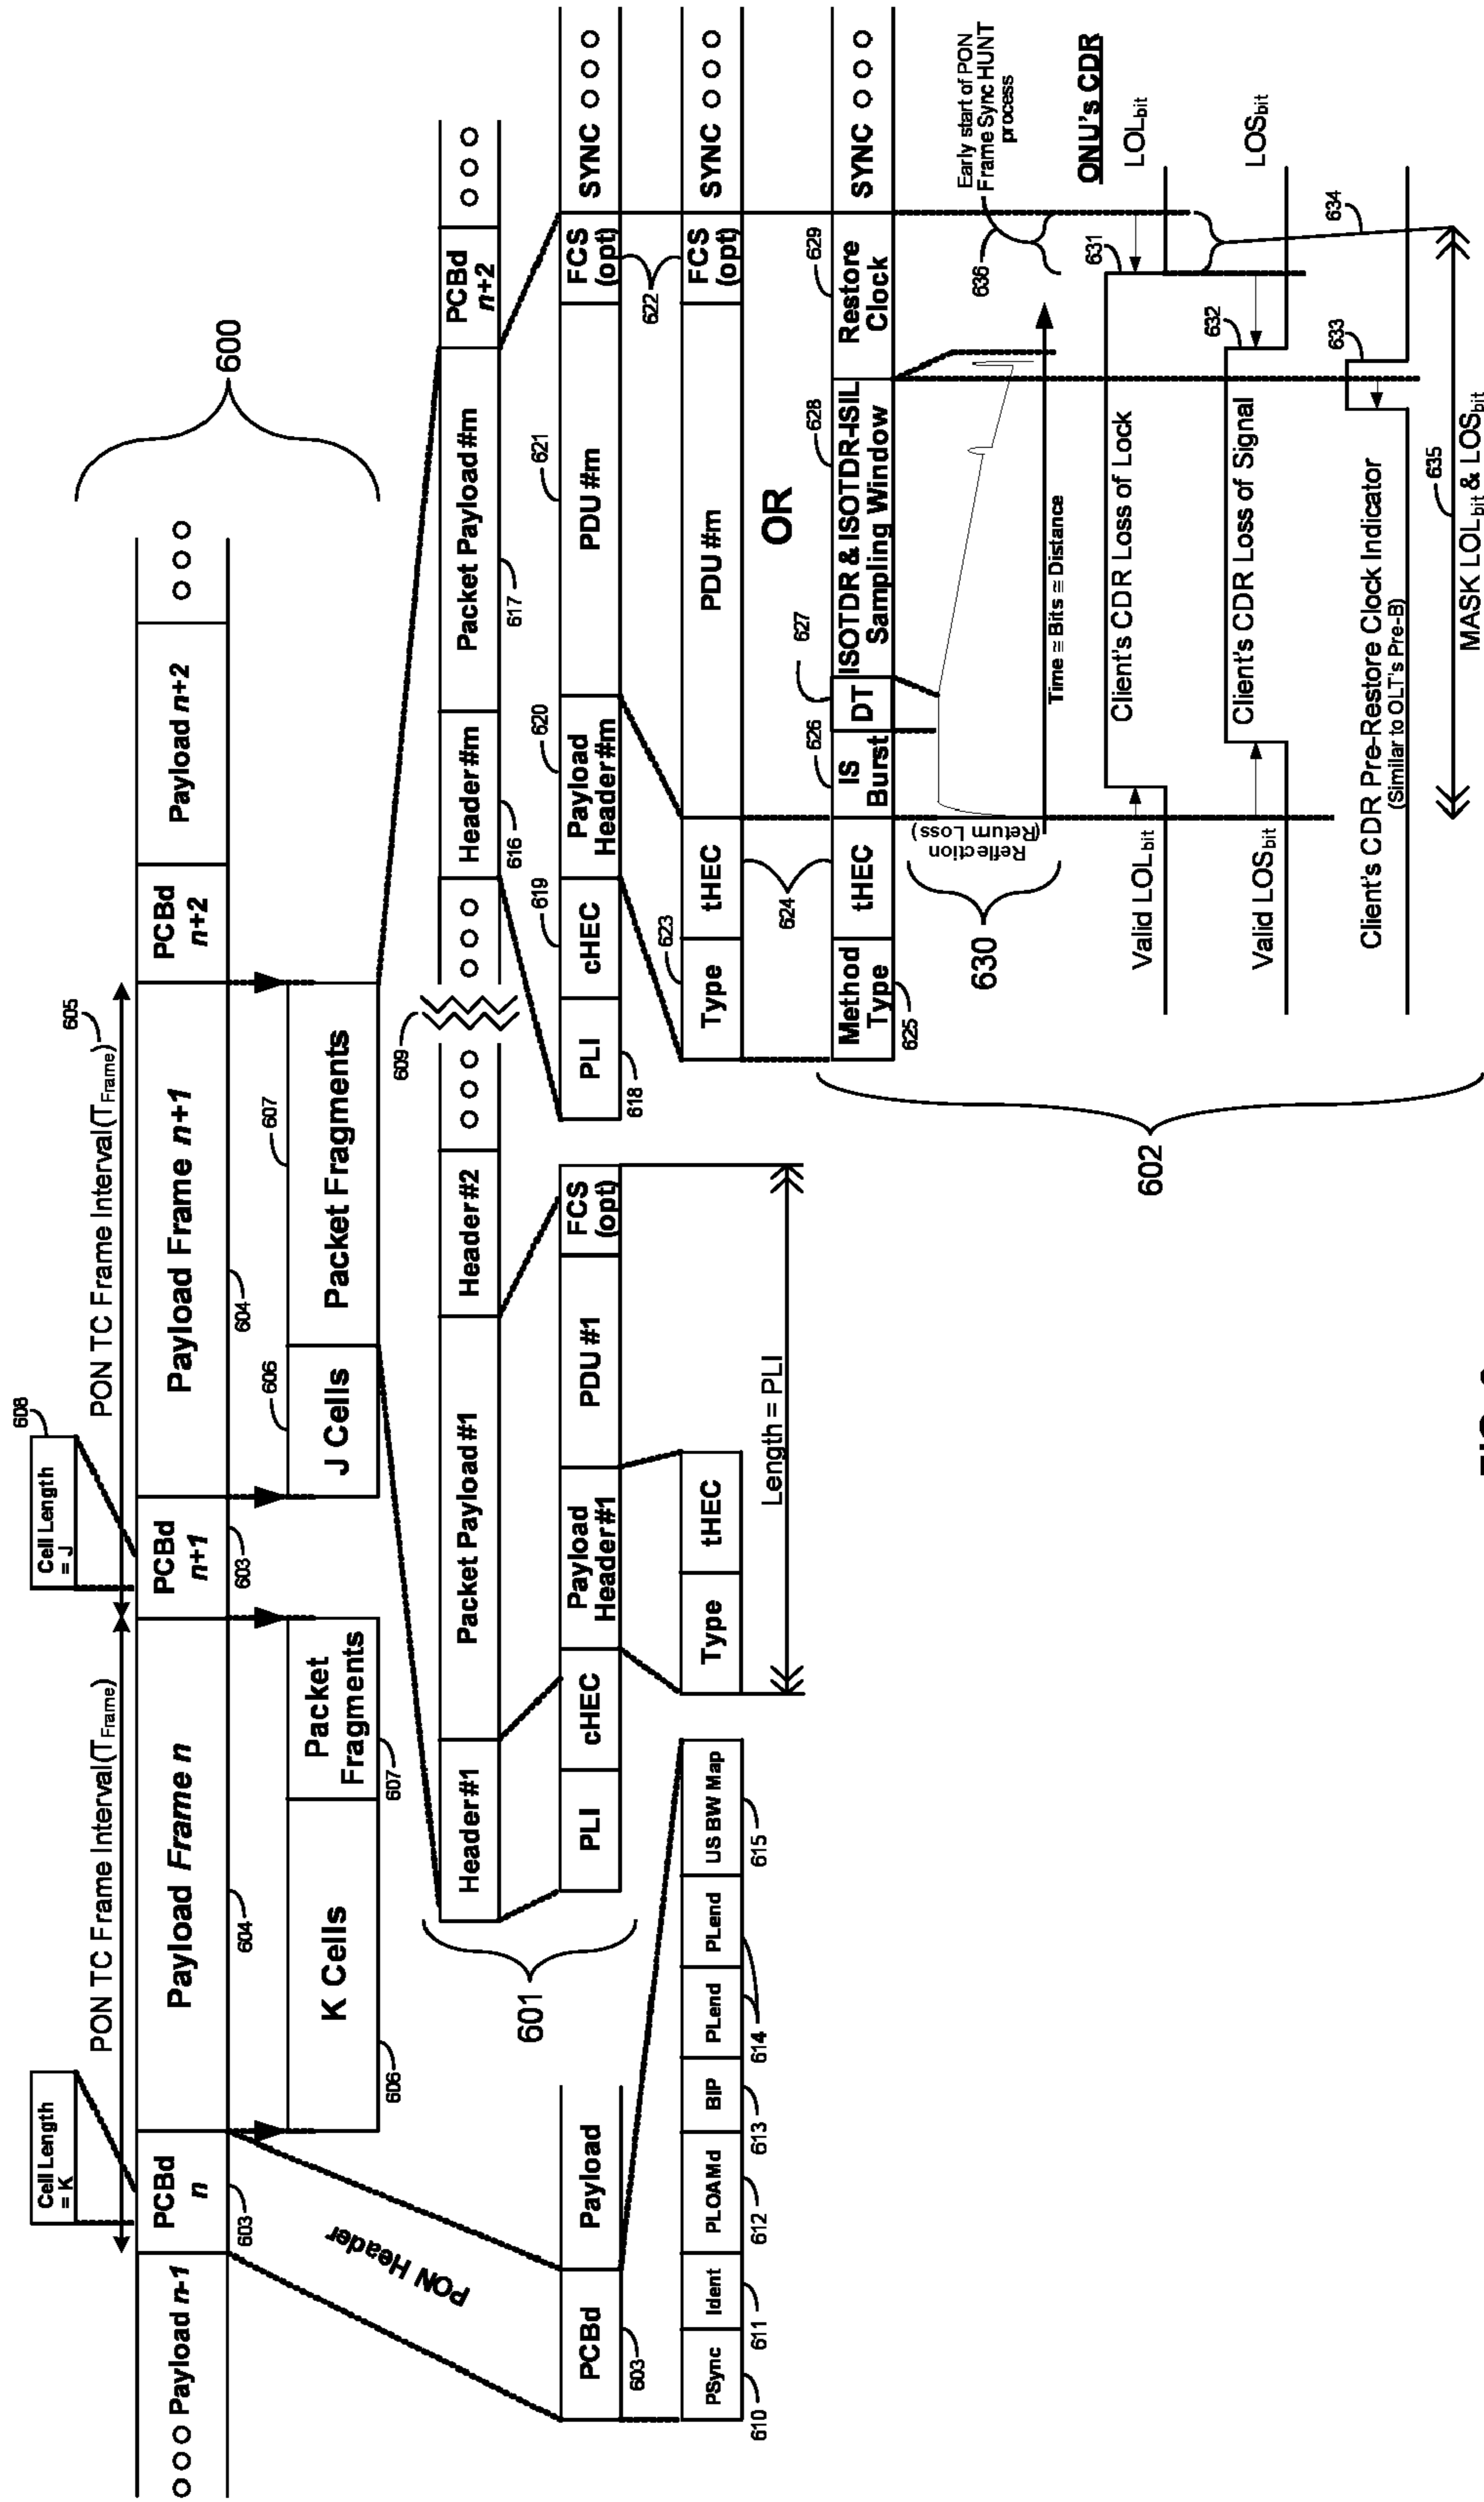 Cell Length
= K
Cell Length
= J
608
PON TC Frame Interval(TFrame)
PON TC Frame Interval(TFrame)
605
Payload n-1
PCBd
n
Payload Frame n
PCBd
n+1
Payload Frame n+1
PCBd
n+2
Payload n+2
603
604
603
604
600
606
607
606
607
K Cells
Packet
Fragments
J Cells
Packet Fragments
PON Header
609
Header#1
Packet Payload #1
Header#2
Header#m
Packet Payload #m
PCBd
n+2
616
617
601
PCBd
Payload
603
PLI
cHEC
Payload
Header#1
PDU #1
FCS
(opt)
619
620
621
PLI
cHEC
Payload
Header#m
PDU #m
FCS
(opt)
SYNC
618
622
PSync
Ident
PLOAMd
BIP
PLend
PLend
US BW Map
610
611
612
613
614
615
Type
tHEC
623
Type
tHEC
PDU #m
FCS
(opt)
SYNC
Length = PLI
624
OR
626
627
628
629
Method
Type
tHEC
IS
Burst
DT
ISOTDR & ISOTDR-ISIL
Sampling Window
Restore
Clock
SYNC
625
630
Reflection
(Return Loss)
Time ≅ Bits ≅ Distance
636
Early start of PON
Frame Sync HUNT
process
ONU's CDR
602
Valid LOLbit
Client's CDR Loss of Lock
631
LOLbit
Valid LOSbit
Client's CDR Loss of Signal
632
LOSbit
Client's CDR Pre-Restore Clock Indicator
(Similar to OLT's Pre-B)
633
634
635
MASK LOLbit & LOSbit